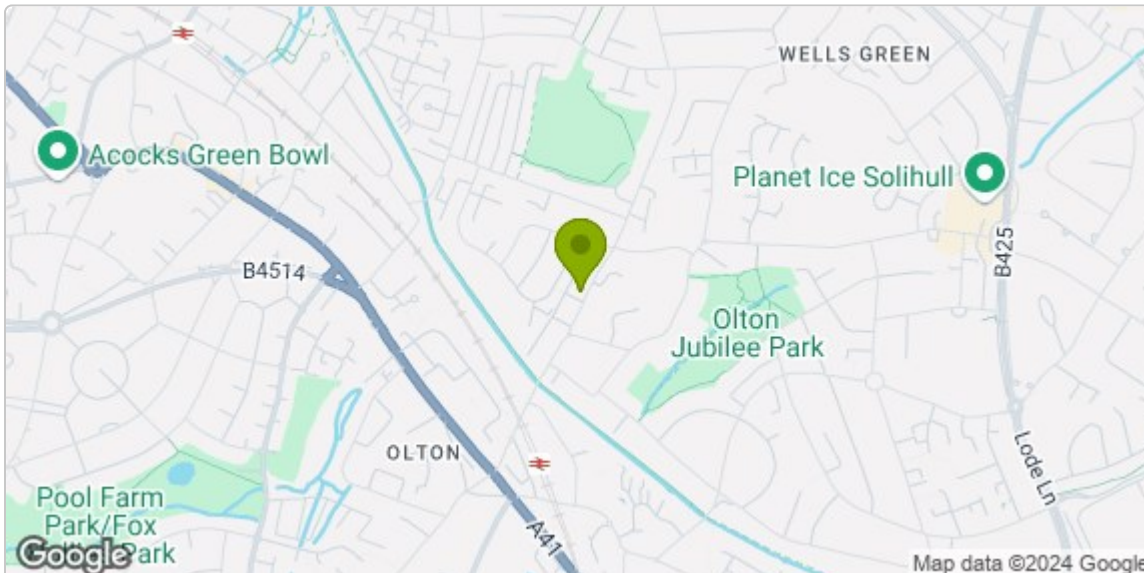 WELLS GREEN
Acocks Green Bowl
Planet Ice Solihull
B425
B4514
Olton
Jubilee Park
OLTON
Lode Ln
Pool Farm
Park/Fox
Park
A41
Google
Map data ©2024 Google